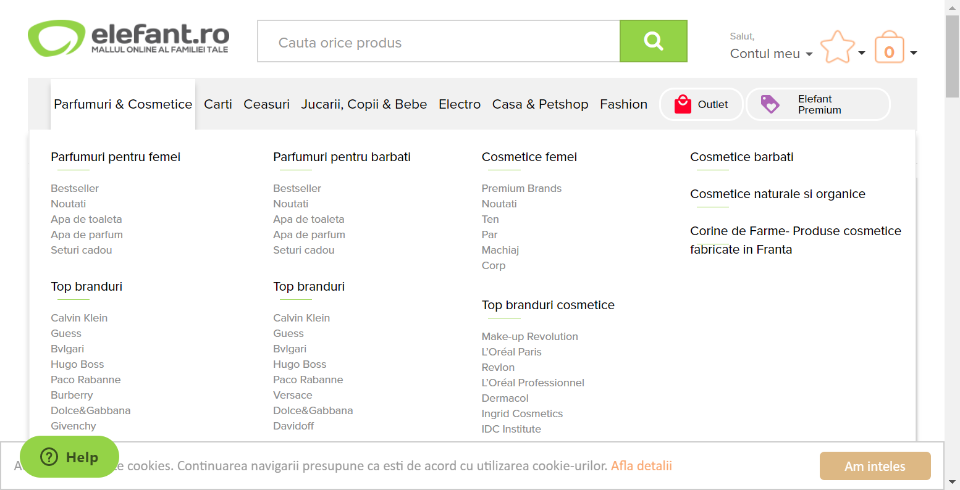 elefant.ro
MALLUL ONLINE AL FAMILIEI TALE
Cauta orice produs
Salut,
Contul meu
0
Parfumuri & Cosmetice
Carti
Ceasuri
Jucarii, Copii & Bebe
Electro
Casa & Petshop
Fashion
Outlet
Elefant
Premium
Parfumuri pentru femei
Bestseller
Noutati
Apa de toaleta
Apa de parfum
Seturi cadou
Top branduri
Calvin Klein
Guess
Bvlgari
Hugo Boss
Paco Rabanne
Burberry
Dolce&Gabbana
Givenchy
Parfumuri pentru barbati
Bestseller
Noutati
Apa de toaleta
Apa de parfum
Seturi cadou
Top branduri
Calvin Klein
Guess
Bvlgari
Hugo Boss
Paco Rabanne
Versace
Dolce&Gabbana
Davidoff
Cosmetice femei
Premium Brands
Noutati
Ten
Par
Machiaj
Corp
Top branduri cosmetice
Make-up Revolution
L'Oréal Paris
Revlon
L'Oréal Professionnel
Dermacol
Ingrid Cosmetics
IDC Institute
Cosmetice barbati
Cosmetice naturale si organice
Corine de Farme- Produse cosmetice
fabricate in Franta
Help
cookies. Continuarea navigarii presupune ca esti de acord cu utilizarea cookie-urilor. Afla detalii
Am inteles